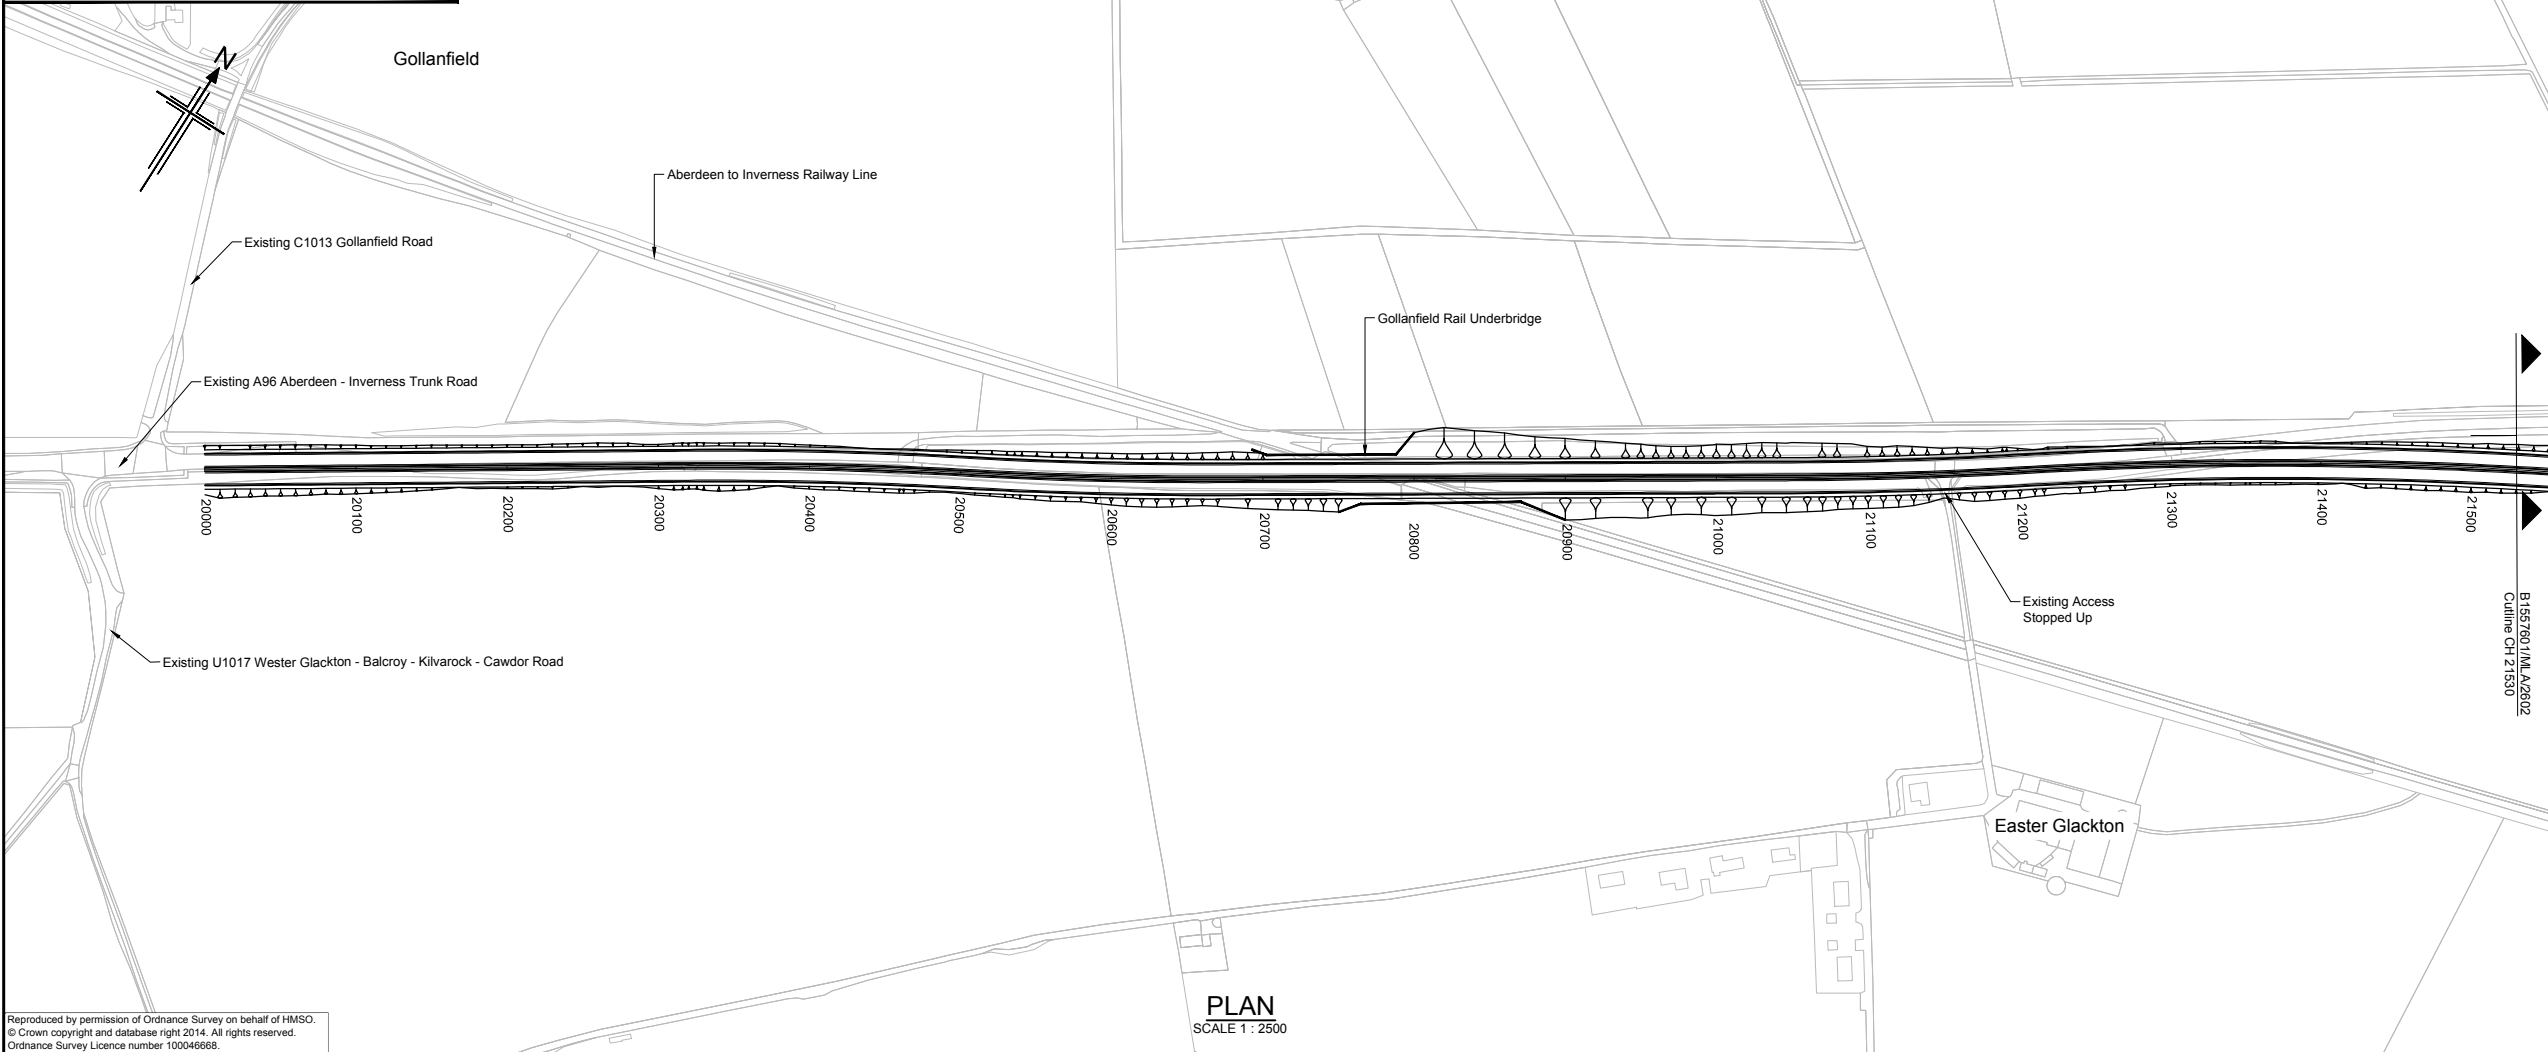 Gollanfield
N
Aberdeen to Inverness Railway Line
Existing C1013 Gollanfield Road
Gollanfield Rail Underbridge
Existing A96 Aberdeen - Inverness Trunk Road
20000
20100
20200
20300
20400
20500
20600
20700
20800
20900
21000
21100
21200
21300
21400
21500
B1557601/MLA/2602
Cutline CH 21530
Existing Access
Stopped Up
Existing U1017 Wester Glackton - Balcroy - Kilvarock - Cawdor Road
Easter Glackton
PLAN
SCALE 1 : 2500
Reproduced by permission of Ordnance Survey on behalf of HMSO.
© Crown copyright and database right 2014. All rights reserved.
Ordnance Survey Licence number 100046668.